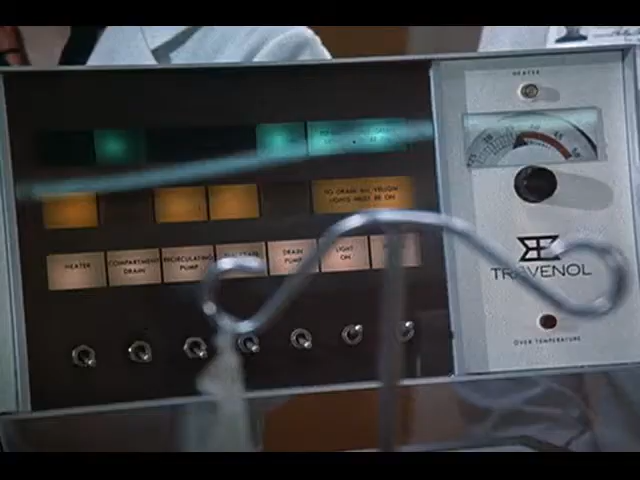 HEATER
TO DRAIN ALL YELLOW
LIGHTS MUST BE ON
HEATER
COMPARTMENT
DRAIN
RECIRCULATING
PUMP
DRAIN
PUMP
LIGHT
ON
TRAVENOL
OVER TEMPERATURE